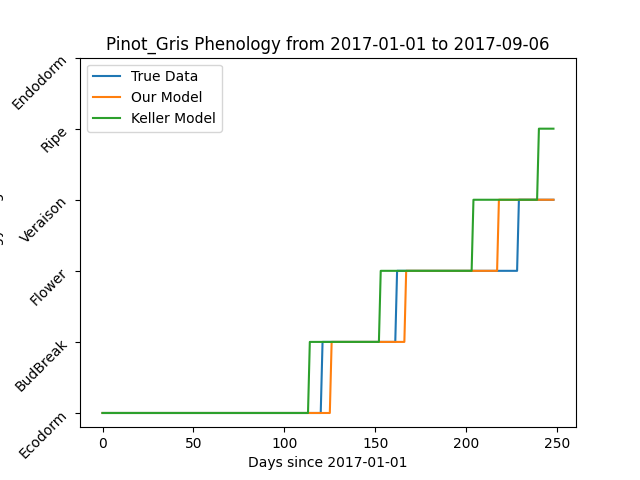 Pinot_Gris Phenology from 2017-01-01 to 2017-09-06
True Data
Our Model
Keller Model
Endodorm
Ripe
Veraison
Flower
BudBreak
Ecodorm
0 50 100 150 200 250
Days since 2017-01-01